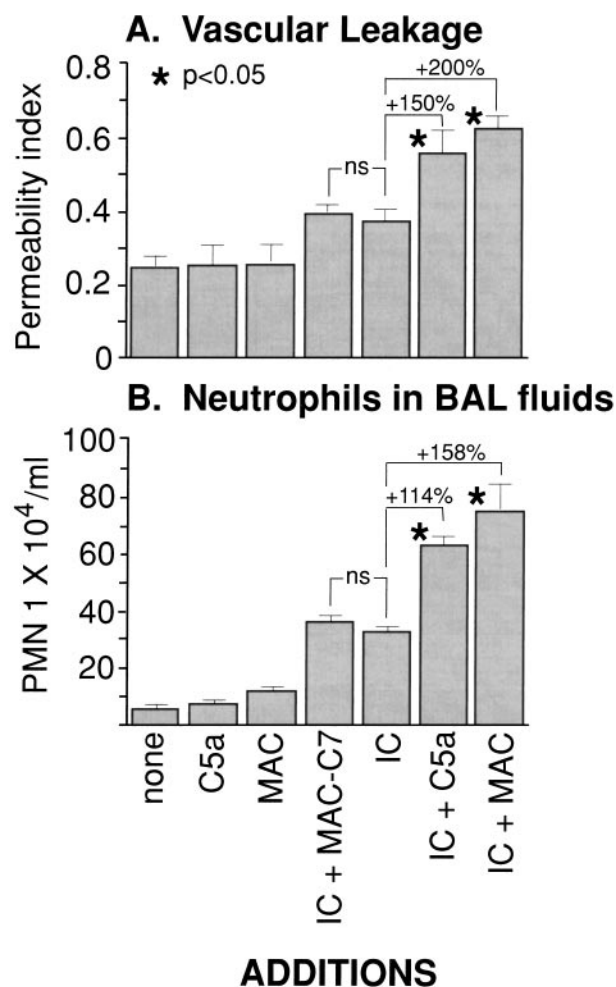 A. Vascular Leakage
Permeability index
0.8
0.6
0.4
0.2
0
★ p<0.05
ns
+150%
+200%
★
★
B. Neutrophils in BAL fluids
PMN 1 X 10⁴/ml
100
80
60
40
20
ns
+114%
+158%
★
★
none
C5a
MAC
IC + MAC-C7
IC
IC + C5a
IC + MAC
ADDITIONS